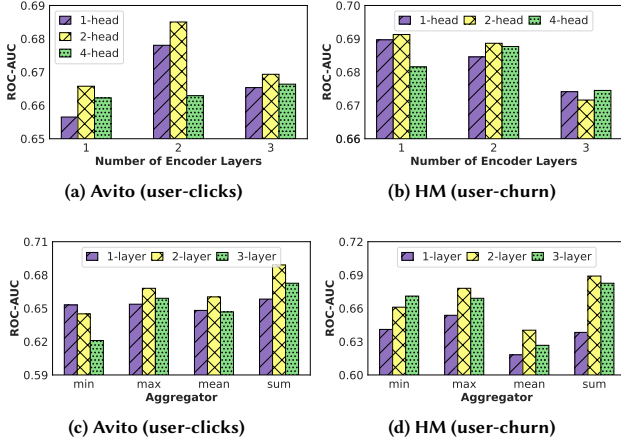 ROC-AUC
0.69
0.67
0.66
0.65
1-head
2-head
4-head
1 2 3
Number of Encoder Layers
(a) Avito (user-clicks)
ROC-AUC
0.70
0.69
0.68
0.67
0.66
1-head 2-head 4-head
1 2 3
Number of Encoder Layers
(b) HM (user-churn)
ROC-AUC
0.71
0.68
0.65
0.62
0.59
1-layer 2-layer 3-layer
min max mean sum
Aggregator
(c) Avito (user-clicks)
ROC-AUC
0.72
0.69
0.66
0.63
0.60
1-layer 2-layer 3-layer
min max mean sum
Aggregator
(d) HM (user-churn)